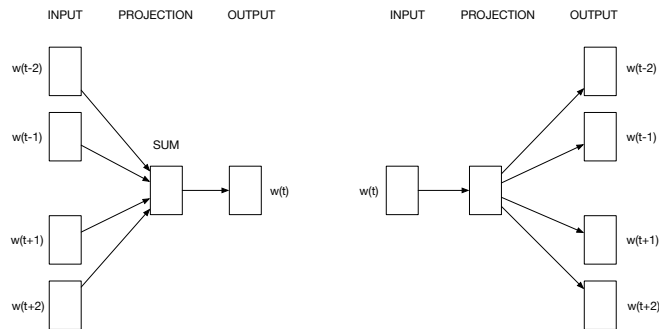 INPUT PROJECTION OUTPUT
w(t-2)
w(t-1)
SUM
w(t)
w(t+1)
w(t+2)
INPUT PROJECTION OUTPUT
w(t-2)
w(t-1)
w(t)
w(t+1)
w(t+2)